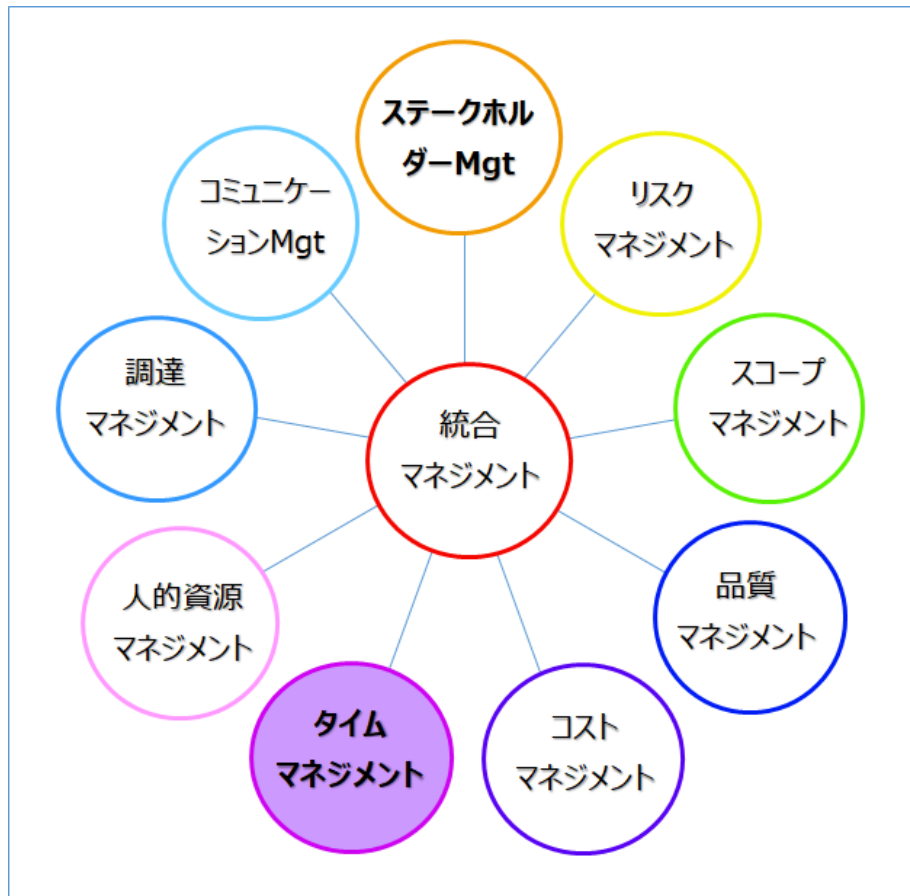 ステークホル
ダーMgt
コミュニケー
ションMgt
リスク
マネジメント
調達
マネジメント
スコープ
マネジメント
統合
マネジメント
人的資源
マネジメント
品質
マネジメント
タイム
マネジメント
コスト
マネジメント